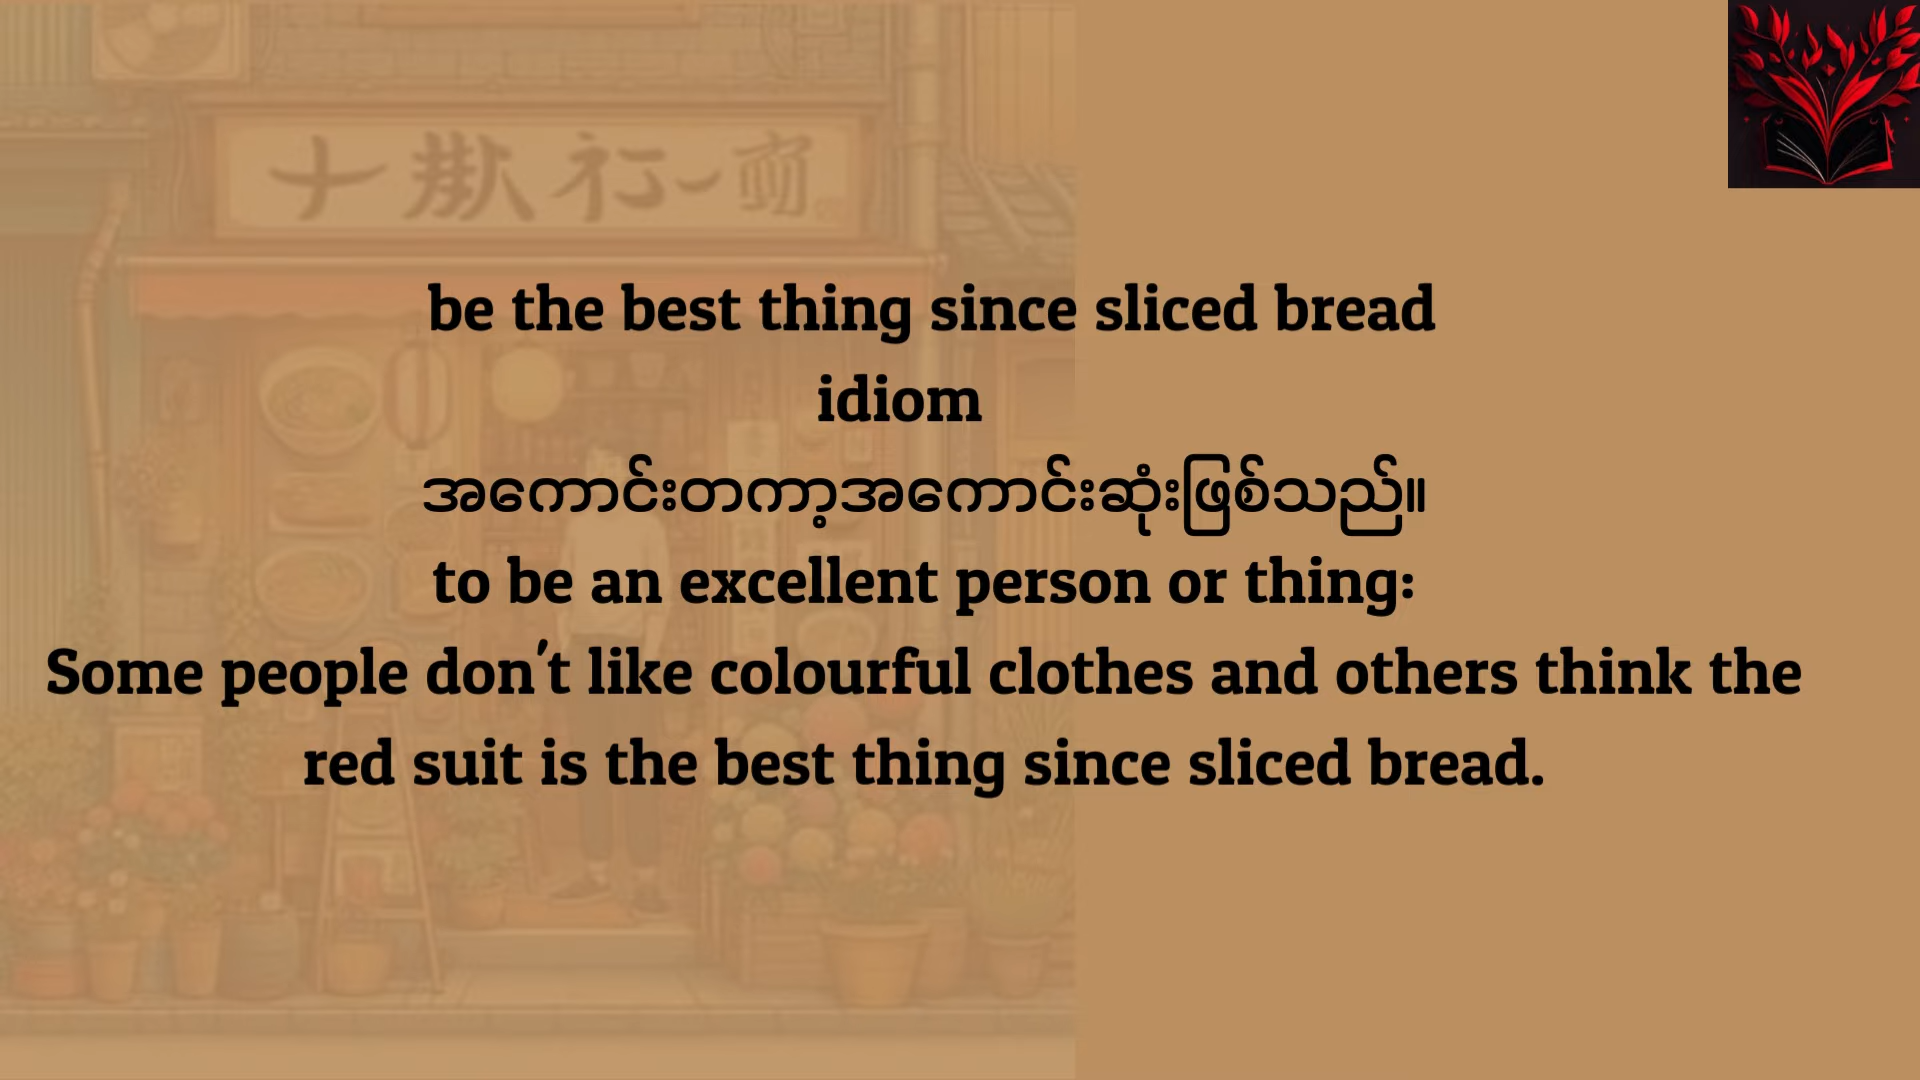 be the best thing since sliced bread
idiom
အကောင်းတကာ့အကောင်းဆုံးဖြစ်သည်။
to be an excellent person or thing:
Some people don't like colourful clothes and others think the
red suit is the best thing since sliced bread.